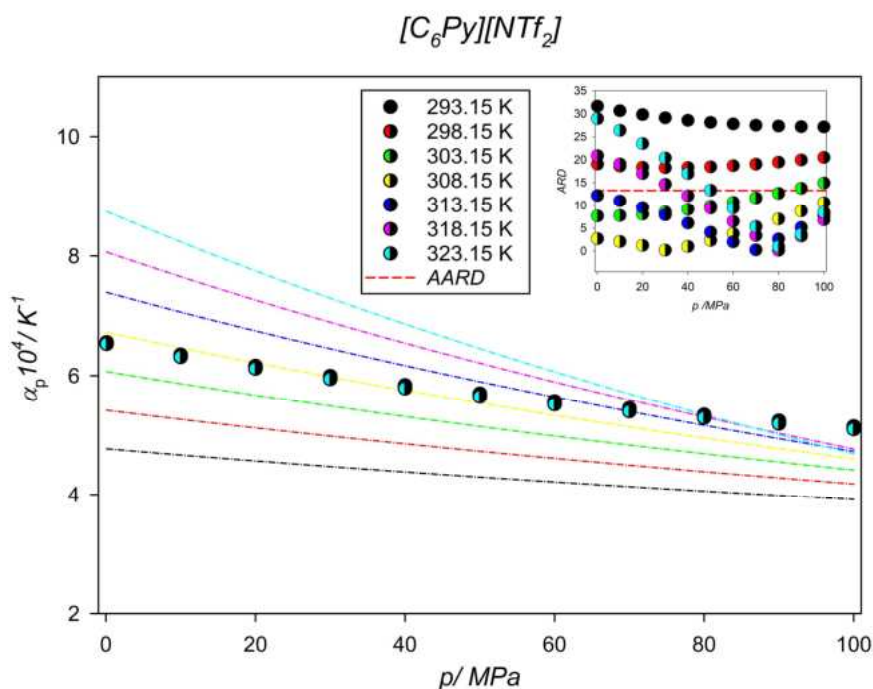 [C6Py][NTf2]
αp10^4/ K^-1
10
8
6
4
2
0
20
40
60
80
100
p/ MPa
293.15 K
298.15 K
303.15 K
308.15 K
313.15 K
318.15 K
323.15 K
AARD
ARD
35
30
25
20
15
10
5
0
0
20
40
60
80
100
p /MPa